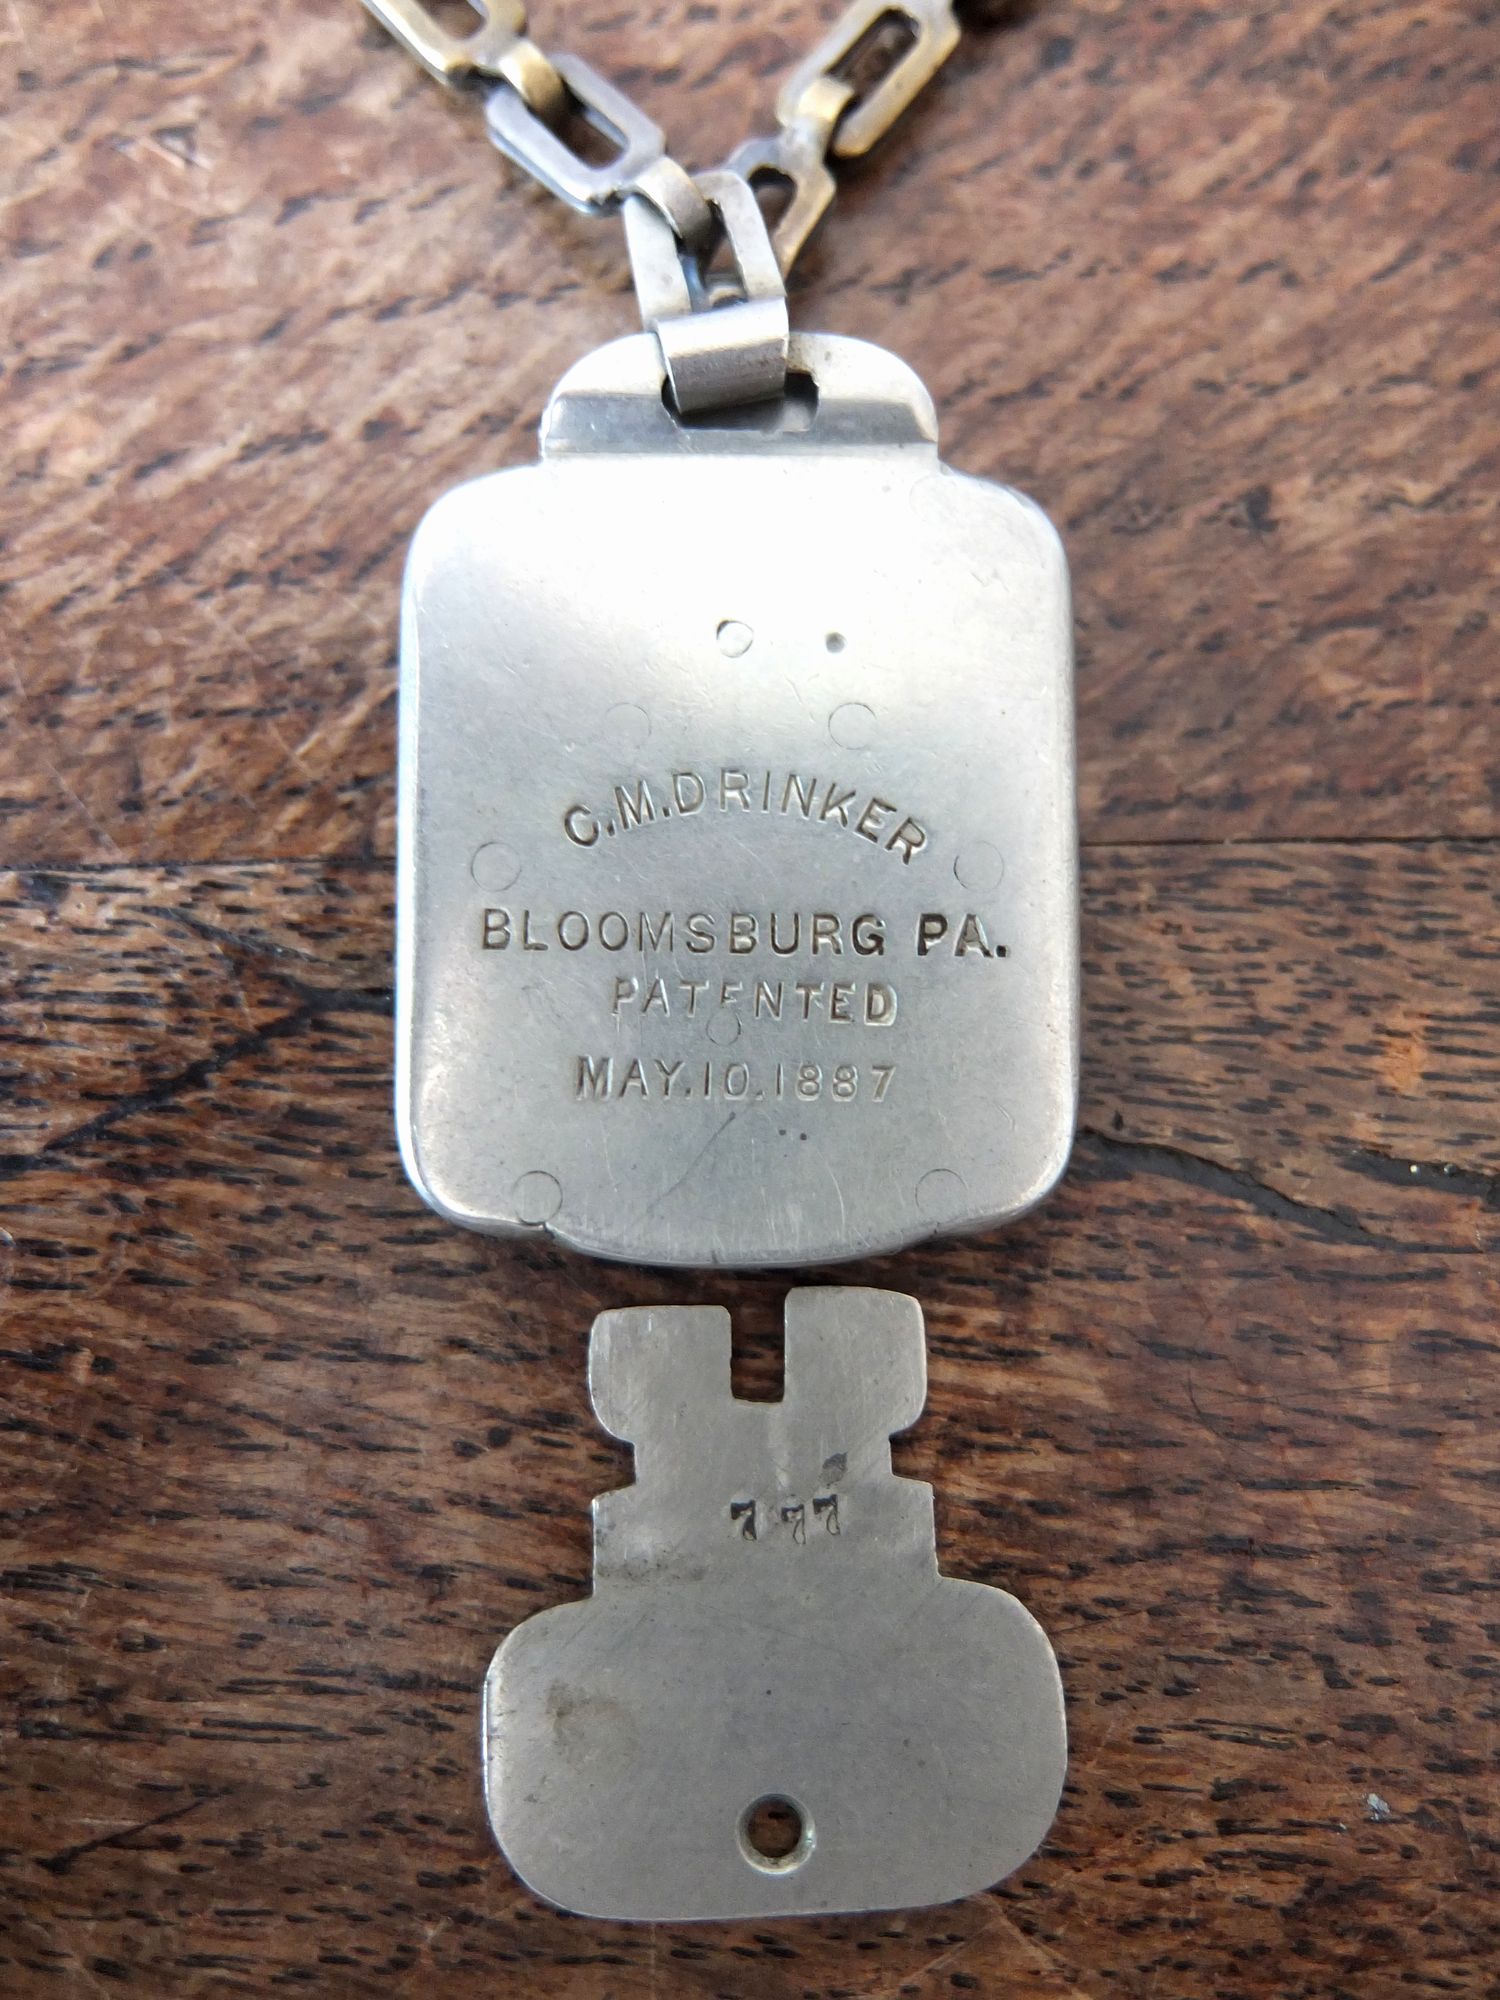 C.M.DRINKER
BLOOMSBURG PA.
PATENTED
MAY.10.1887
777